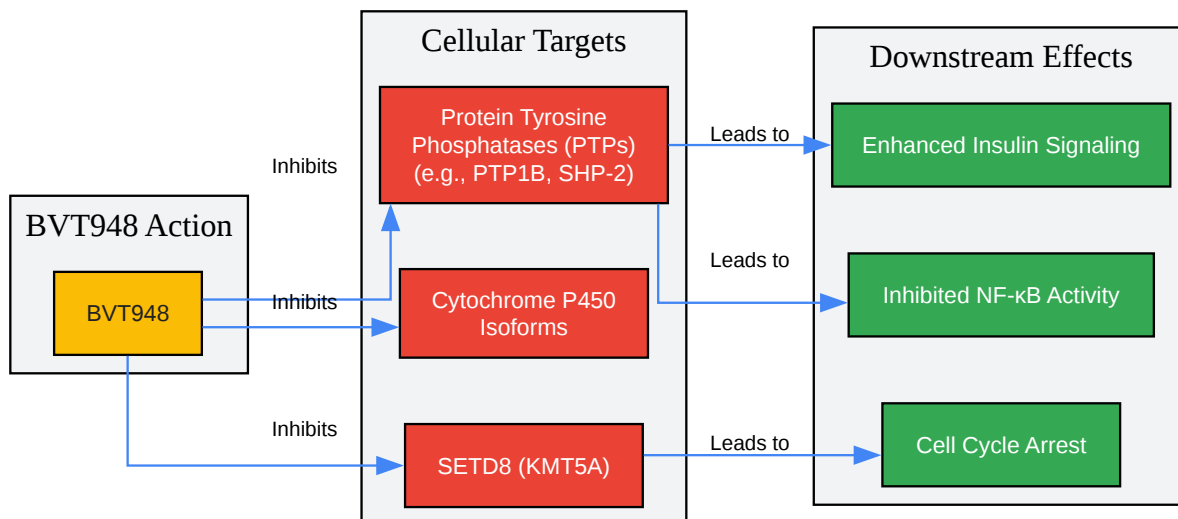 Cellular Targets
Downstream Effects
Protein Tyrosine
Phosphatases (PTPs)
(e.g., PTP1B, SHP-2)
Leads to
Enhanced Insulin Signaling
Inhibits
BVT948 Action
BVT948
Inhibits
Cytochrome P450
Isoforms
Leads to
Inhibited NF-κB Activity
Inhibits
SETD8 (KMT5A)
Leads to
Cell Cycle Arrest